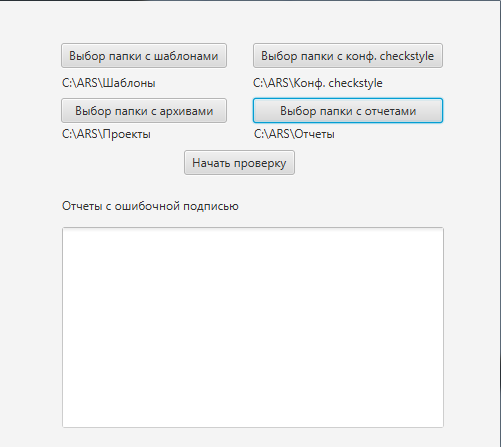 Выбор папки с шаблонами
Выбор папки с конф. checkstyle
C:\ARS\Шаблоны
C:\ARS\Конф. checkstyle
Выбор папки с архивами
Выбор папки с отчетами
C:\ARS\Проекты
C:\ARS\Отчеты
Начать проверку
Отчеты с ошибочной подписью